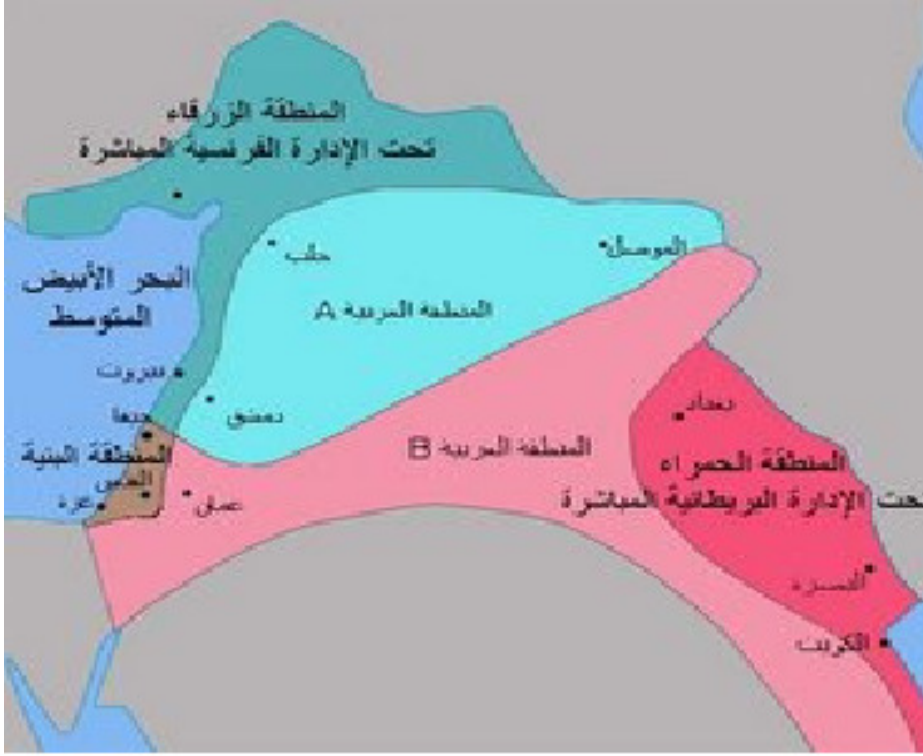 المنطقة الزرقاء
تحت الإدارة الفرنسية المباشرة
حلب
الموصل
البحر الأبيض
المتوسط
المنطقة العربية A
بيروت
دمشق
حيفا
بغداد
المنطقة العربية B
المنطقة البنية
المنطقة الحمراء
القدس
غزة
عمان
حت الإدارة البريطانية المباشرة
البصرة
الكويت